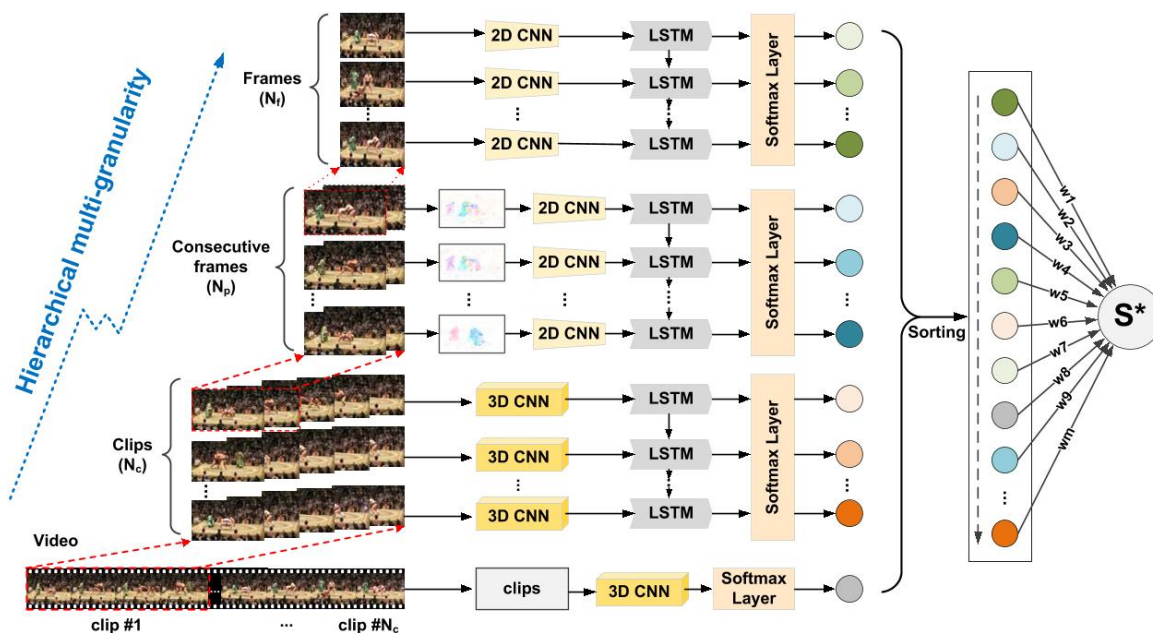 Hierarchical multi-granularity
Frames
(Nf)
2D CNN
LSTM
2D CNN
LSTM
...
...
2D CNN
LSTM
Softmax Layer
...
Consecutive
frames
(Np)
2D CNN
LSTM
2D CNN
LSTM
...
...
...
2D CNN
LSTM
Softmax Layer
...
Clips
(Nc)
3D CNN
LSTM
3D CNN
LSTM
...
...
3D CNN
LSTM
Softmax Layer
...
Video
clip #1
...
clip #Nc
clips
3D CNN
Softmax
Layer
Sorting
...
w1
w2
w3
w4
w5
w6
w7
w8
w9
wm
S*